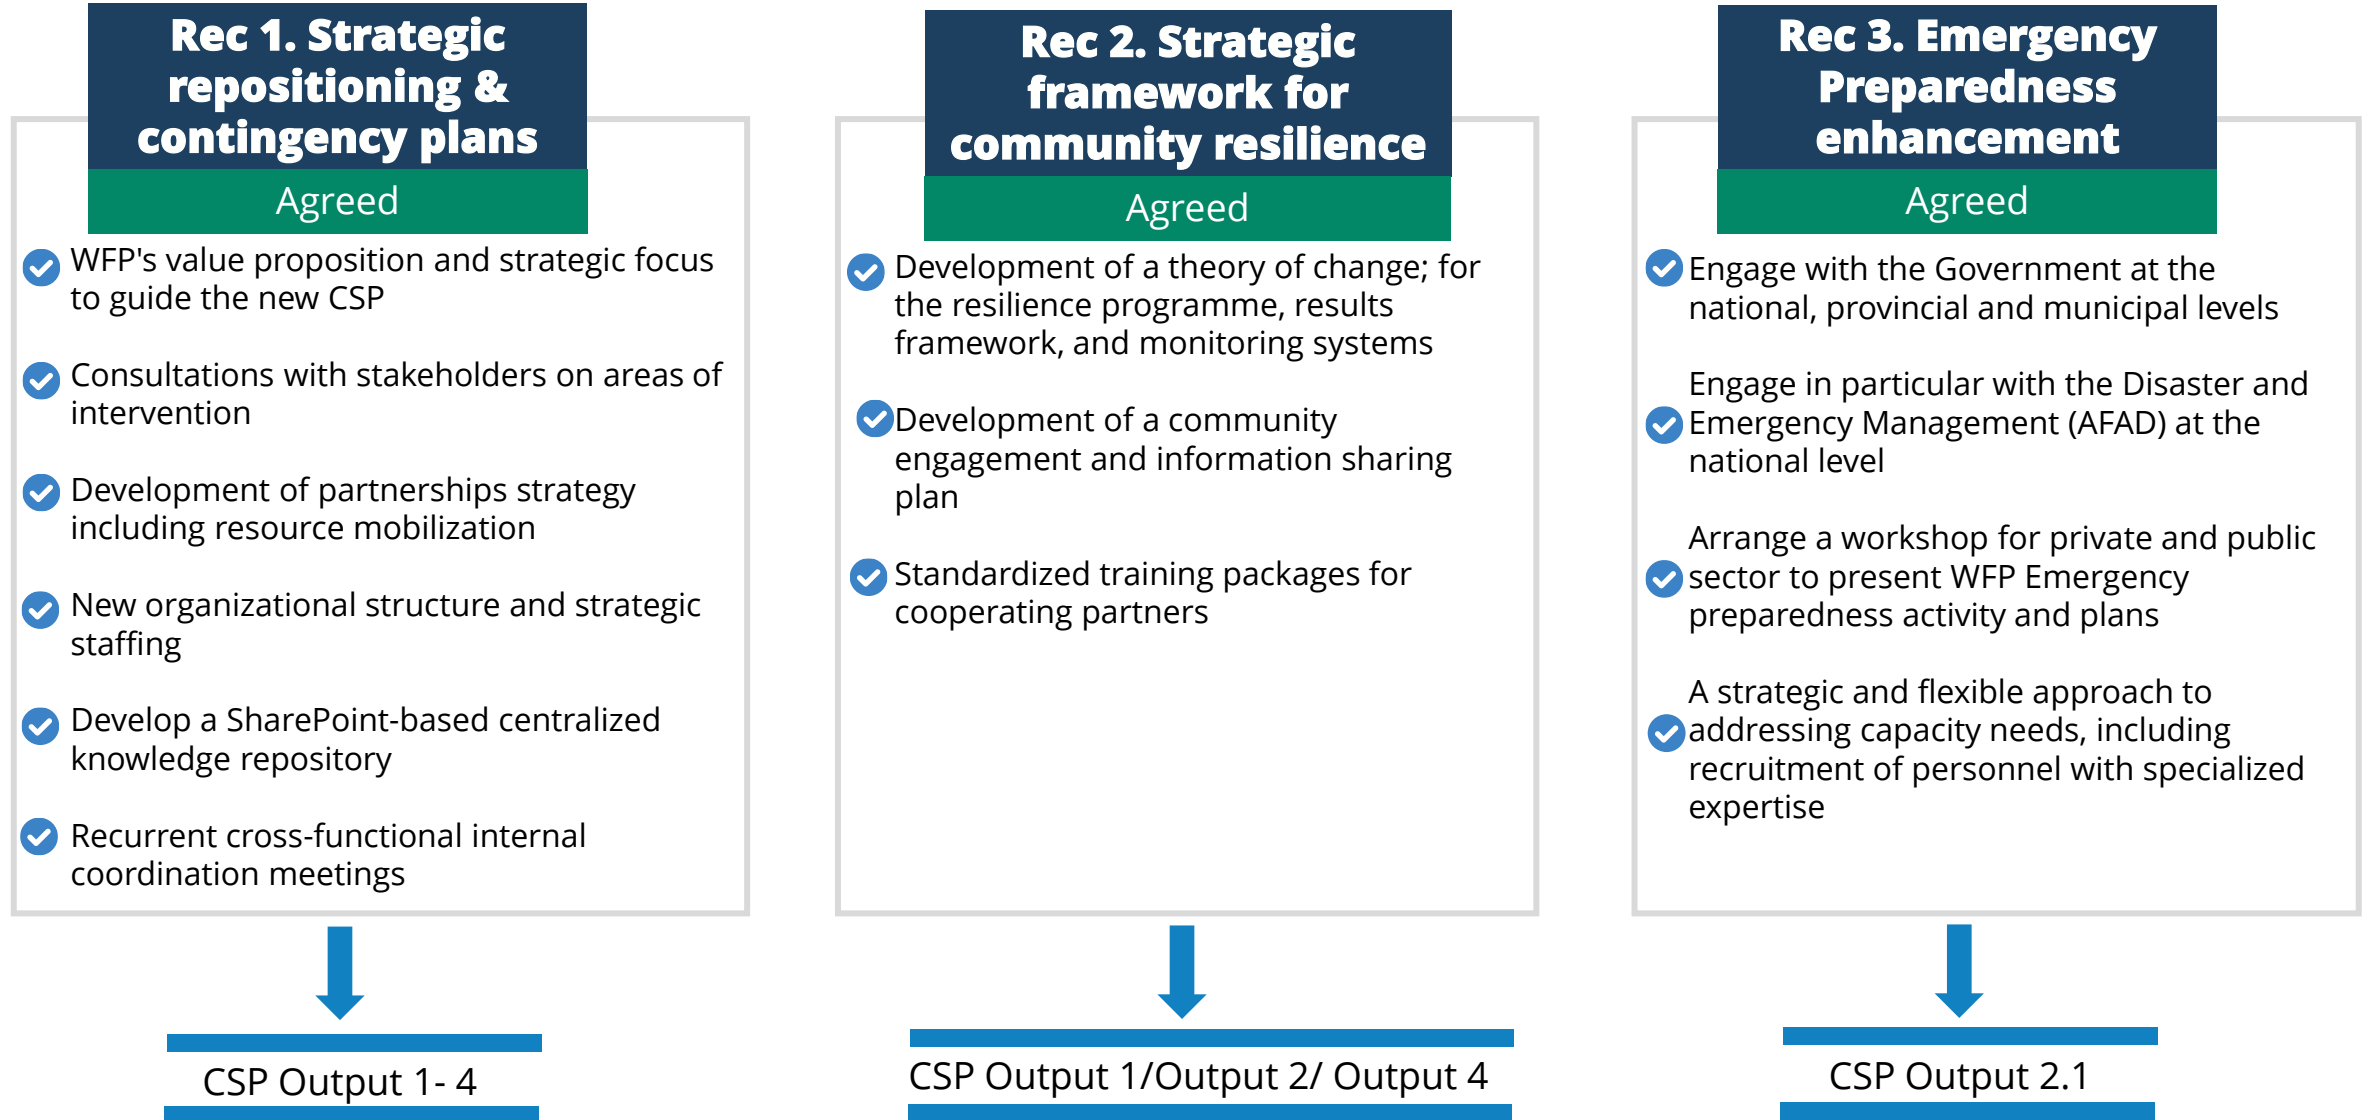 Rec 1. Strategic
repositioning &
contingency plans
Agreed
WFP's value proposition and strategic focus
to guide the new CSP
Consultations with stakeholders on areas of
intervention
Development of partnerships strategy
including resource mobilization
New organizational structure and strategic
staffing
Develop a SharePoint-based centralized
knowledge repository
Recurrent cross-functional internal
coordination meetings
CSP Output 1- 4
Rec 2. Strategic
framework for
community resilience
Agreed
Development of a theory of change; for
the resilience programme, results
framework, and monitoring systems
Development of a community
engagement and information sharing
plan
Standardized training packages for
cooperating partners
CSP Output 1/Output 2/ Output 4
Rec 3. Emergency
Preparedness
enhancement
Agreed
Engage with the Government at the
national, provincial and municipal levels
Engage in particular with the Disaster and
Emergency Management (AFAD) at the
national level
Arrange a workshop for private and public
sector to present WFP Emergency
preparedness activity and plans
A strategic and flexible approach to
addressing capacity needs, including
recruitment of personnel with specialized
expertise
CSP Output 2.1